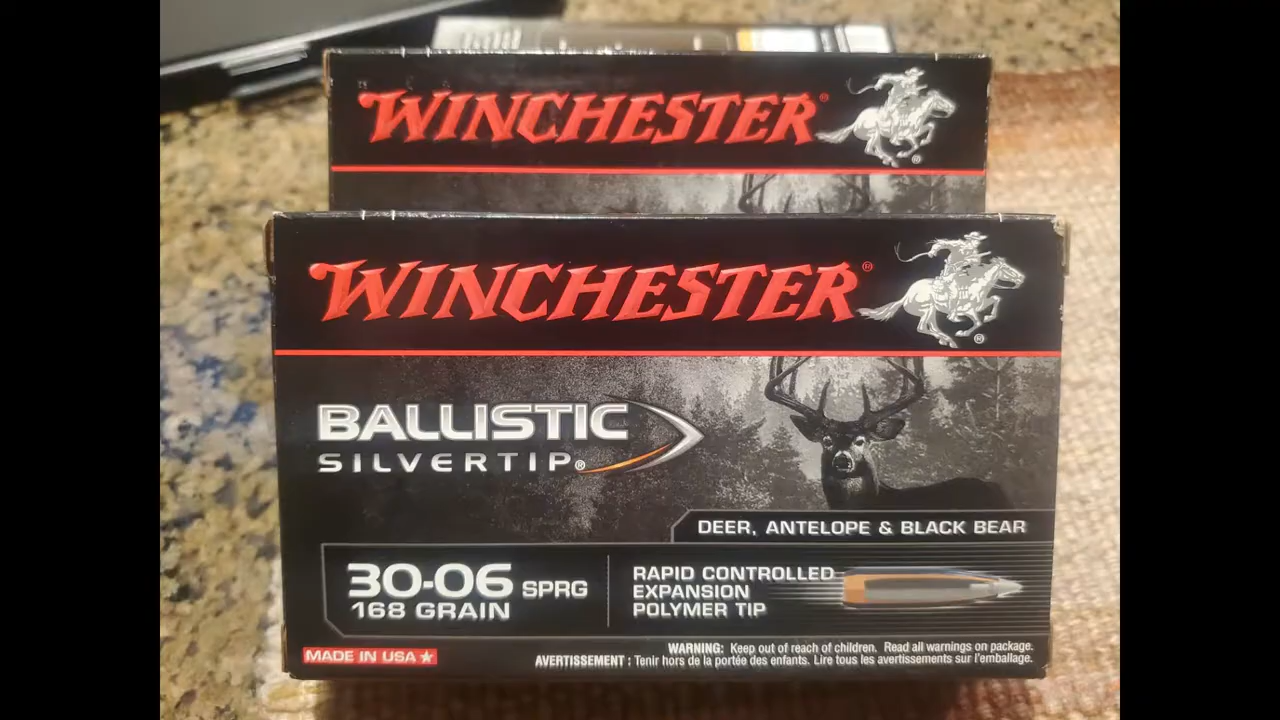 WINCHESTER®
WINCHESTER®
BALLISTIC
SILVERTIP®
DEER, ANTELOPE & BLACK BEAR
30-06 SPRG
168 GRAIN
RAPID CONTROLLED
EXPANSION
POLYMER TIP
MADE IN USA
WARNING: Keep out of reach of children. Read all warnings on package.
AVERTISSEMENT : Tenir hors de la portée des enfants. Lire tous les avertissements sur l'emballage.